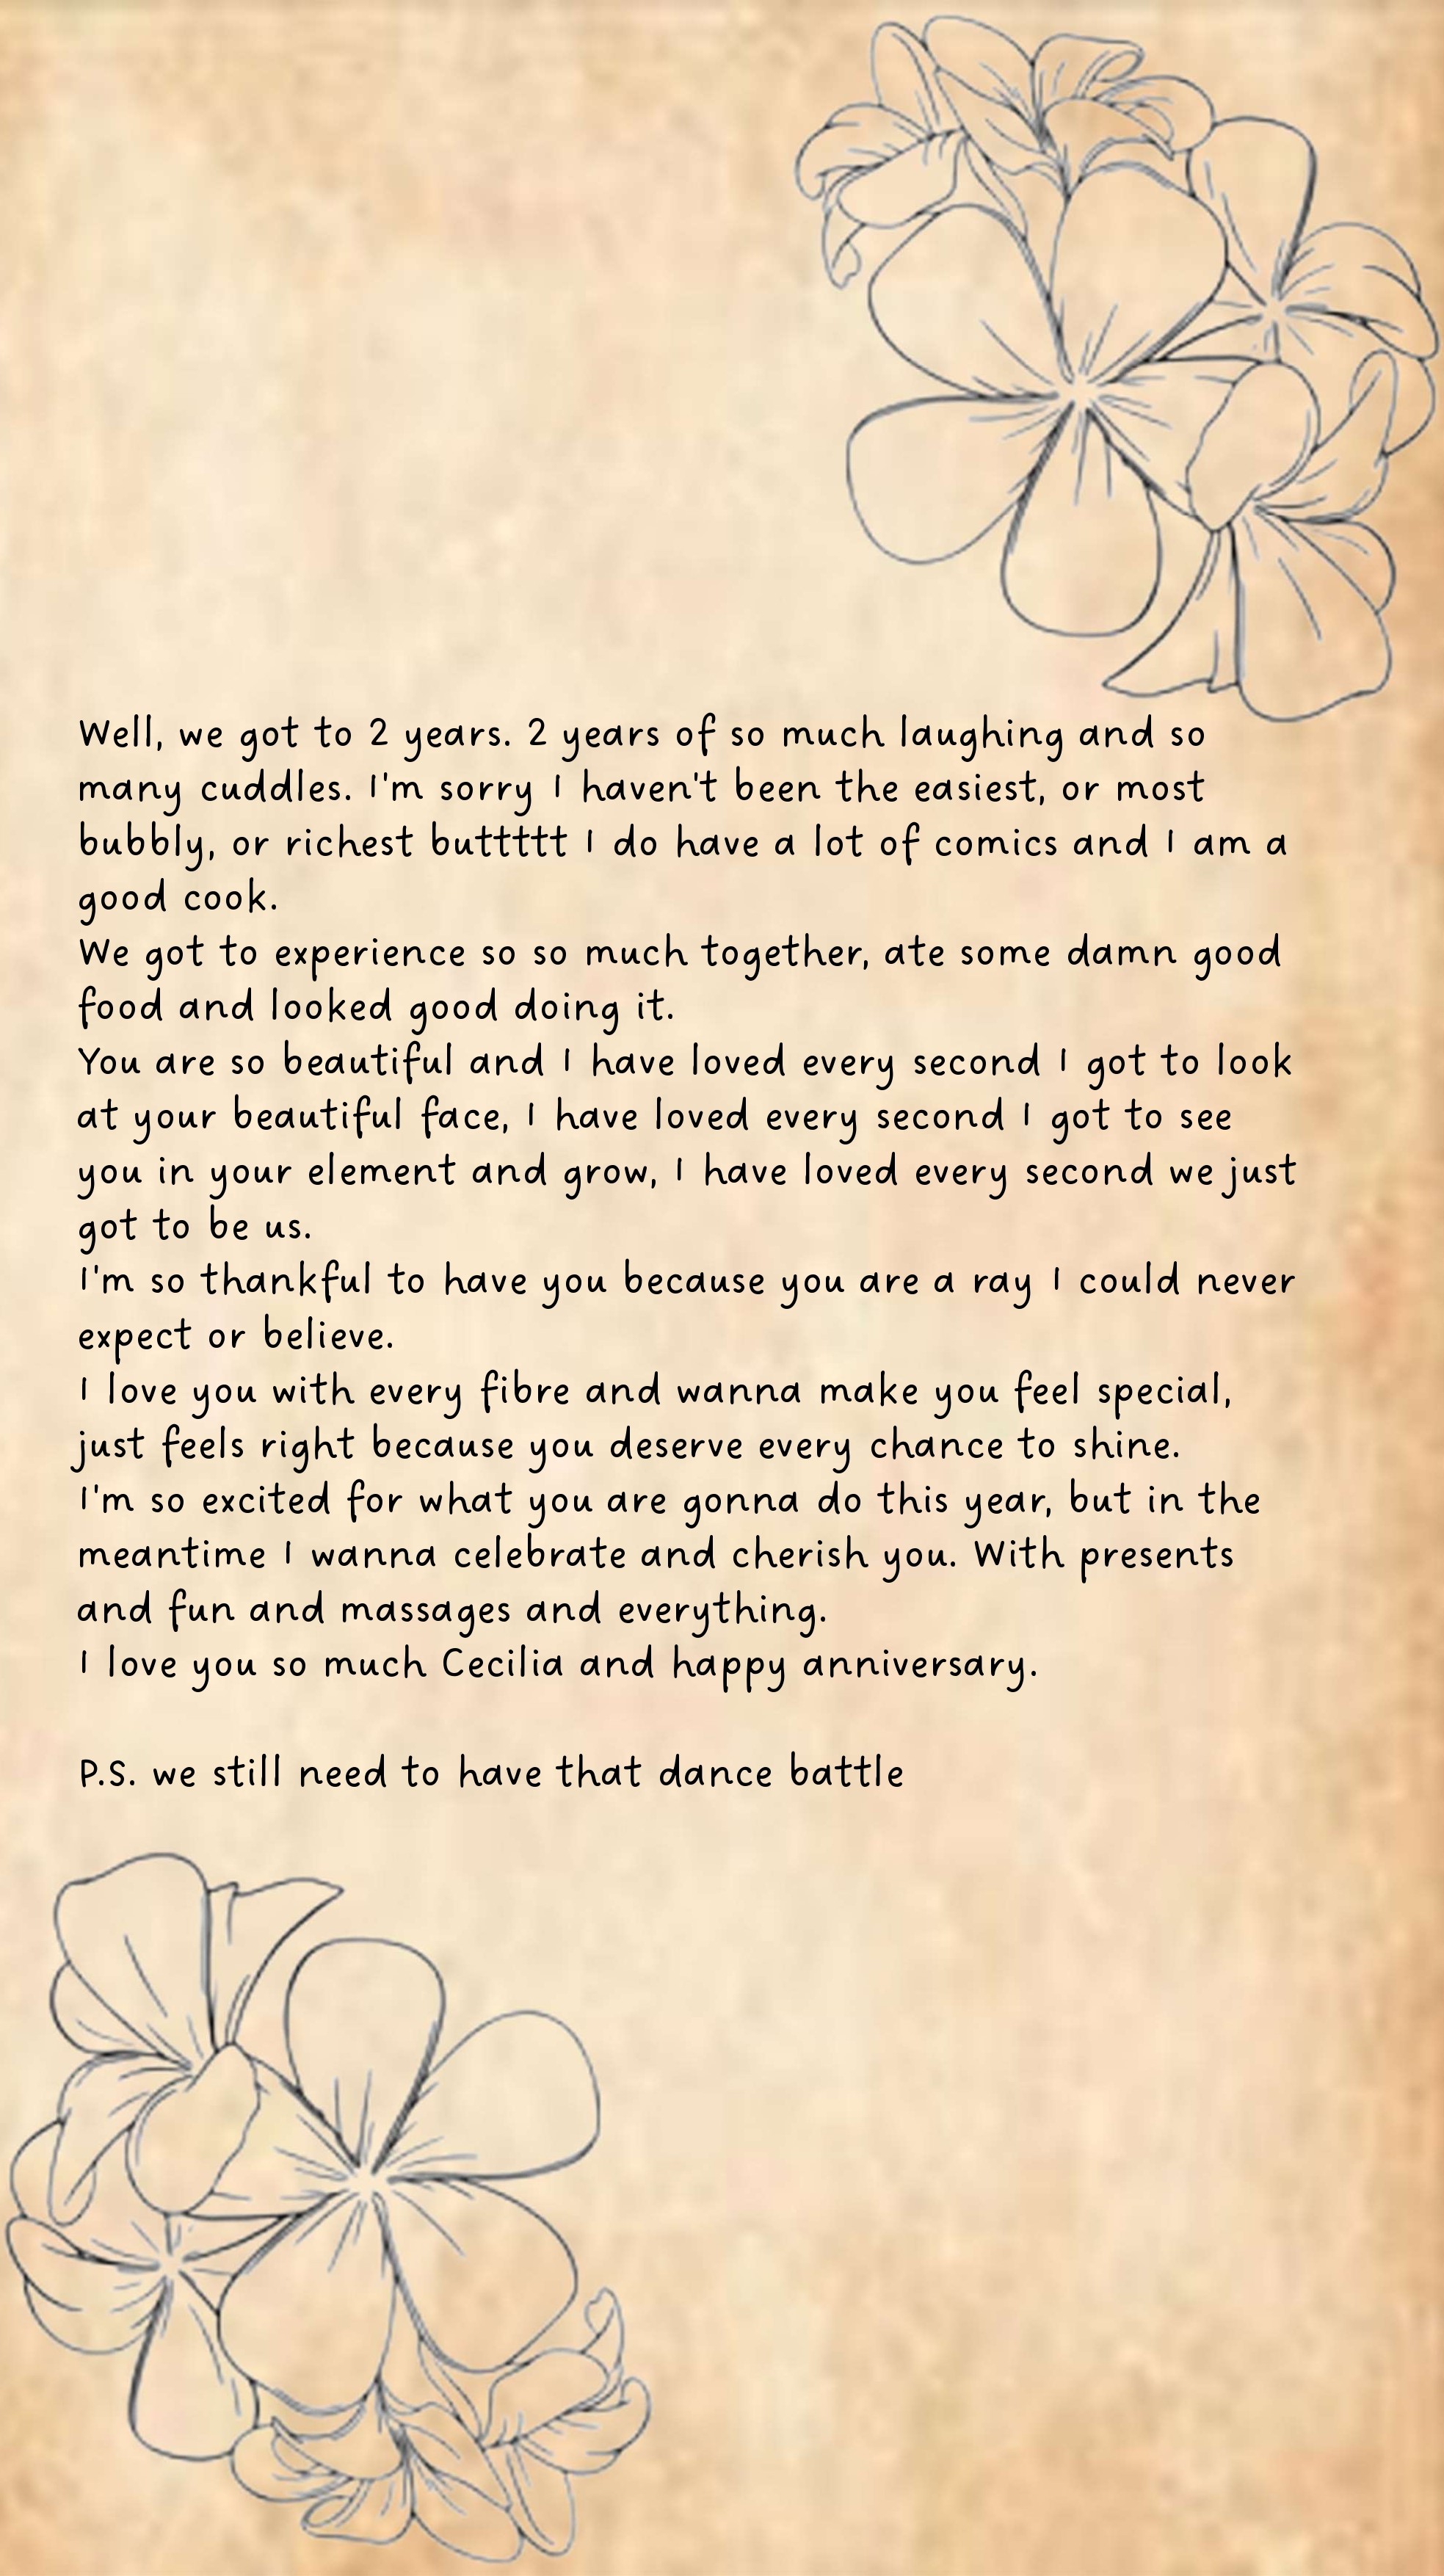 Well, we got to 2 years. 2 years of so much laughing and so
many cuddles. I'm sorry I haven't been the easiest, or most
bubbly, or richest buttttt I do have a lot of comics and I am a
good cook.
We got to experience so so much together, ate some damn good
food and looked good doing it.
You are so beautiful and I have loved every second I got to look
at your beautiful face, I have loved every second I got to see
you in your element and grow, I have loved every second we just
got to be us.
I'm so thankful to have you because you are a ray I could never
expect or believe.
I love you with every fibre and wanna make you feel special,
just feels right because you deserve every chance to shine.
I'm so excited for what you are gonna do this year, but in the
meantime I wanna celebrate and cherish you. With presents
and fun and massages and everything.
I love you so much Cecilia and happy anniversary.
P.S. we still need to have that dance battle